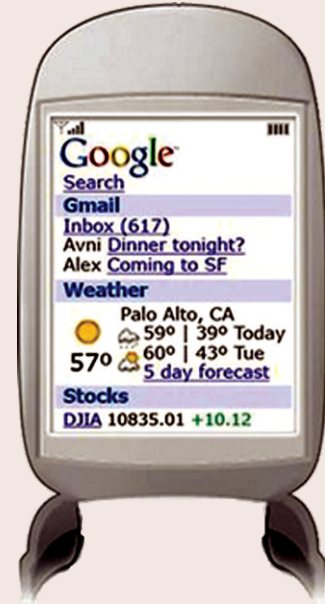 Google
Search
Gmail
Inbox (617)
Avni Dinner tonight?
Alex Coming to SF
Weather
Palo Alto, CA
59º | 39º Today
57º
60º | 43º Tue
5 day forecast
Stocks
DJIA 10835.01 +10.12